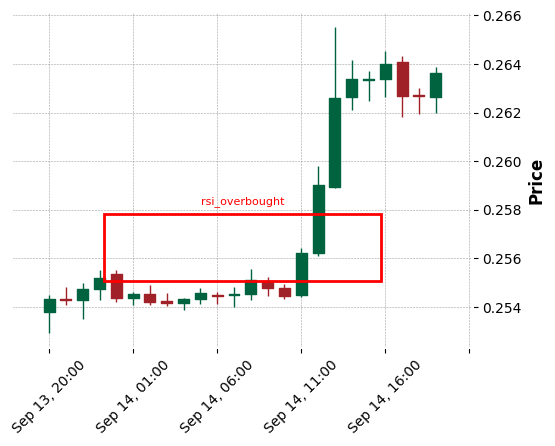 0.266
0.264
0.262
0.260
0.258
0.256
0.254
Price
rsi_overbought
Sep 13, 20:00
Sep 14, 01:00
Sep 14, 06:00
Sep 14, 11:00
Sep 14, 16:00